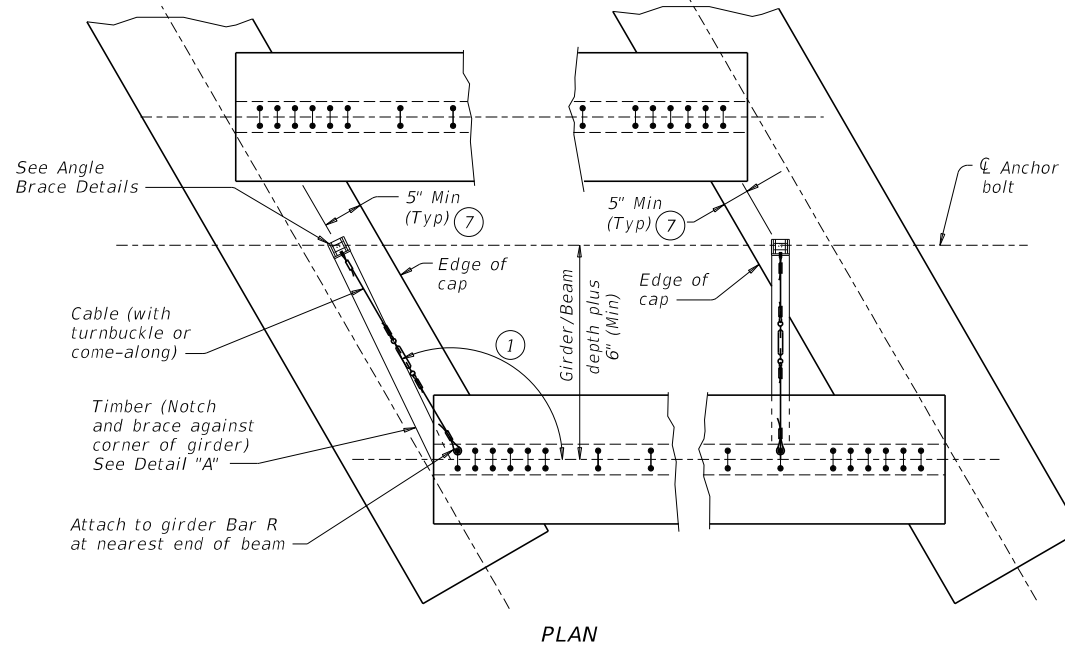 See Angle
Brace Details
5" Min
(Typ) 7
5" Min
(Typ) 7
℄ Anchor
bolt
Edge of
cap
Edge of
cap
Cable (with
turnbuckle or
come-along)
1
Girder/Beam
depth plus
6" (Min)
Timber (Notch
and brace against
corner of girder)
See Detail "A"
Attach to girder Bar R
at nearest end of beam
PLAN